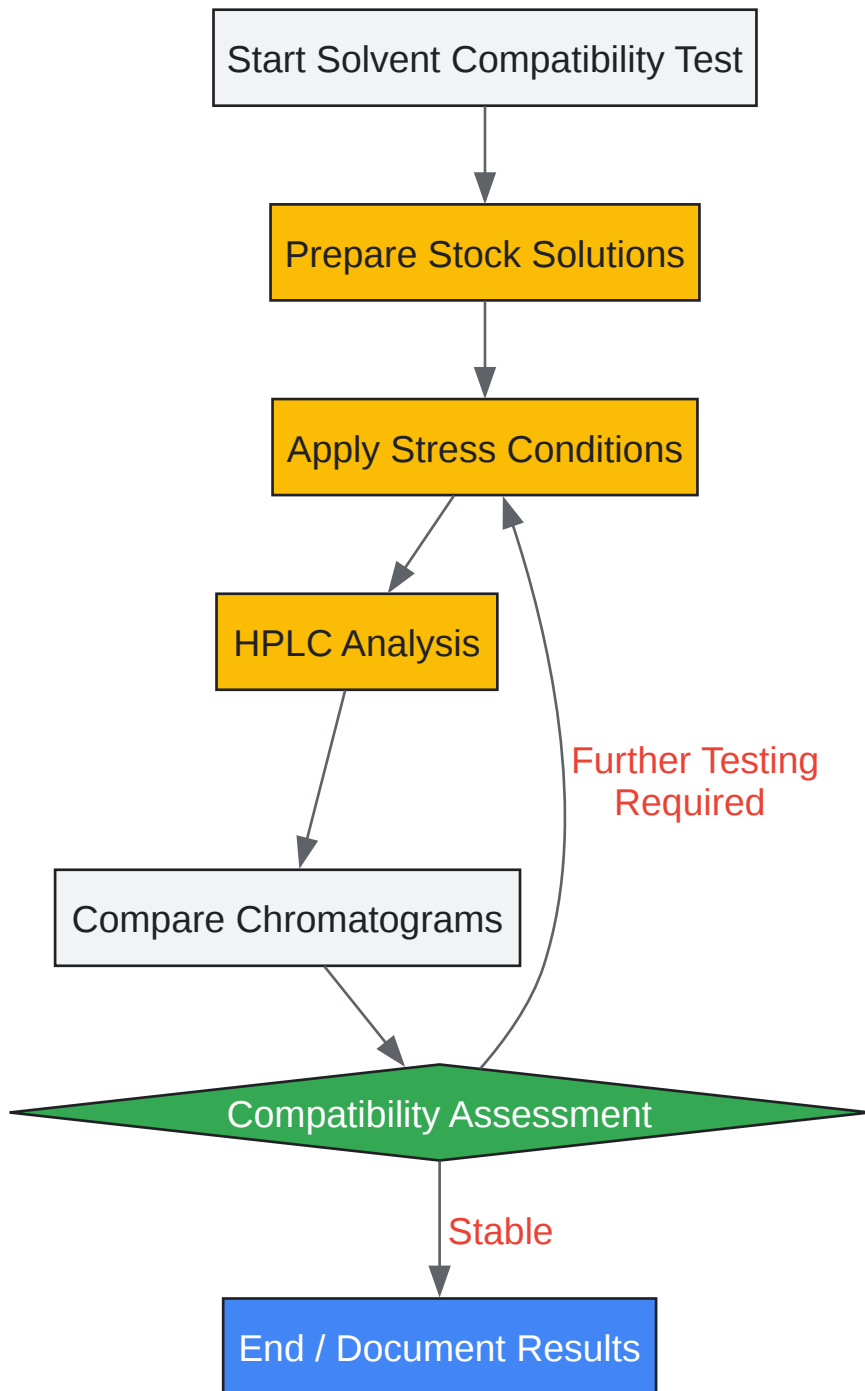 Start Solvent Compatibility Test
Prepare Stock Solutions
Apply Stress Conditions
HPLC Analysis
Further Testing
Required
Compare Chromatograms
Compatibility Assessment
Stable
End / Document Results